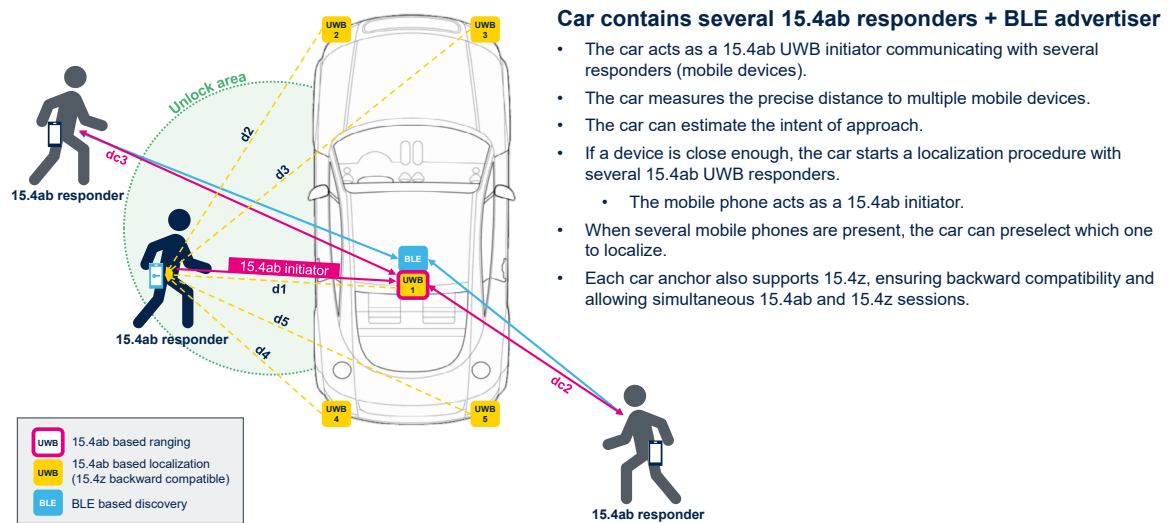 Car contains several 15.4ab responders + BLE advertiser
• The car acts as a 15.4ab UWB initiator communicating with several
responders (mobile devices).
• The car measures the precise distance to multiple mobile devices.
• The car can estimate the intent of approach.
• If a device is close enough, the car starts a localization procedure with
several 15.4ab UWB responders.
• The mobile phone acts as a 15.4ab initiator.
• When several mobile phones are present, the car can preselect which one
to localize.
• Each car anchor also supports 15.4z, ensuring backward compatibility and
allowing simultaneous 15.4ab and 15.4z sessions.
UWB
2
UWB
3
Unlock area
d2
dc3
d3
15.4ab responder
BLE
15.4ab initiator
UWB
1
d1
d5
15.4ab responder
d4
dc2
UWB
4
UWB
5
UWB 15.4ab based ranging
UWB 15.4ab based localization
(15.4z backward compatible)
BLE BLE based discovery
15.4ab responder